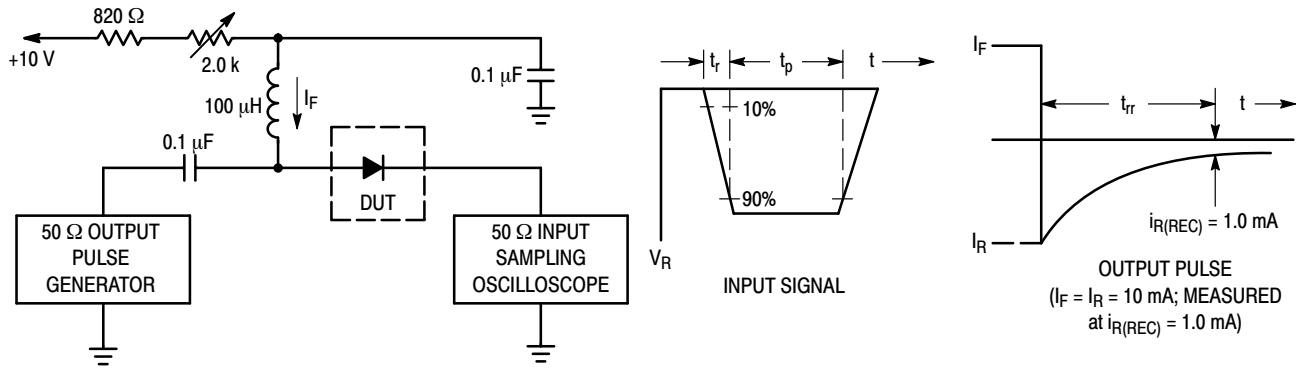 820 Ω
+10 V
2.0 k
100 μH
I_F
0.1 μF
0.1 μF
DUT
50 Ω OUTPUT
PULSE
GENERATOR
50 Ω INPUT
SAMPLING
OSCILLOSCOPE
t_r
t_p
t
10%
90%
V_R
INPUT SIGNAL
I_F
t_rr
t
i_R(REC) = 1.0 mA
I_R
OUTPUT PULSE
(I_F = I_R = 10 mA; MEASURED
at i_R(REC) = 1.0 mA)